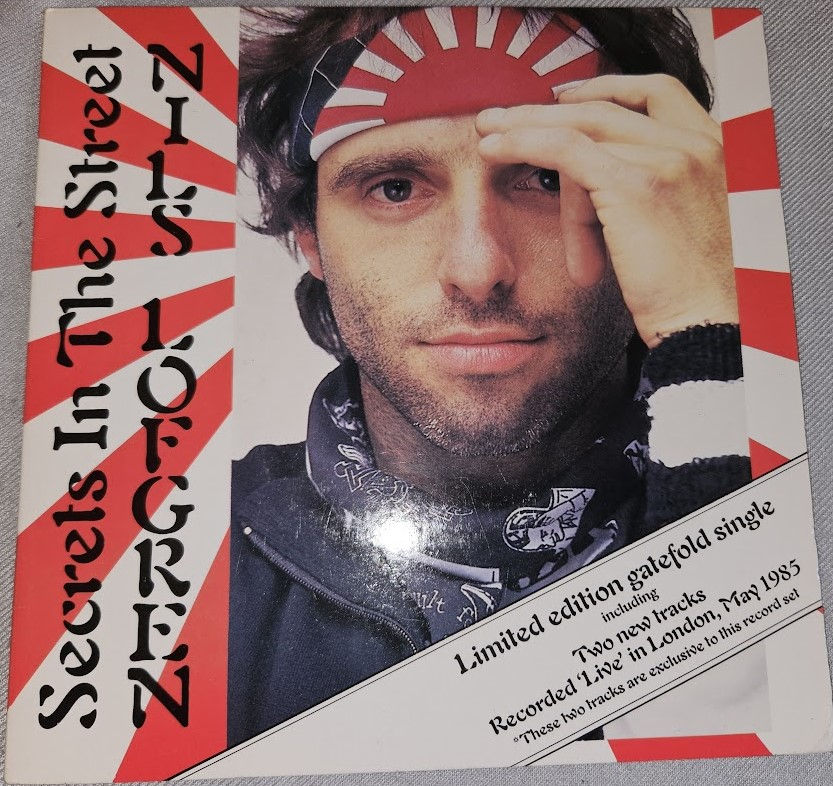 Secrets In The Street
NILS LOFGREN
Limited edition gatefold single
including
Two new tracks
Recorded 'Live' in London, May 1985
*These two tracks are exclusive to this record set